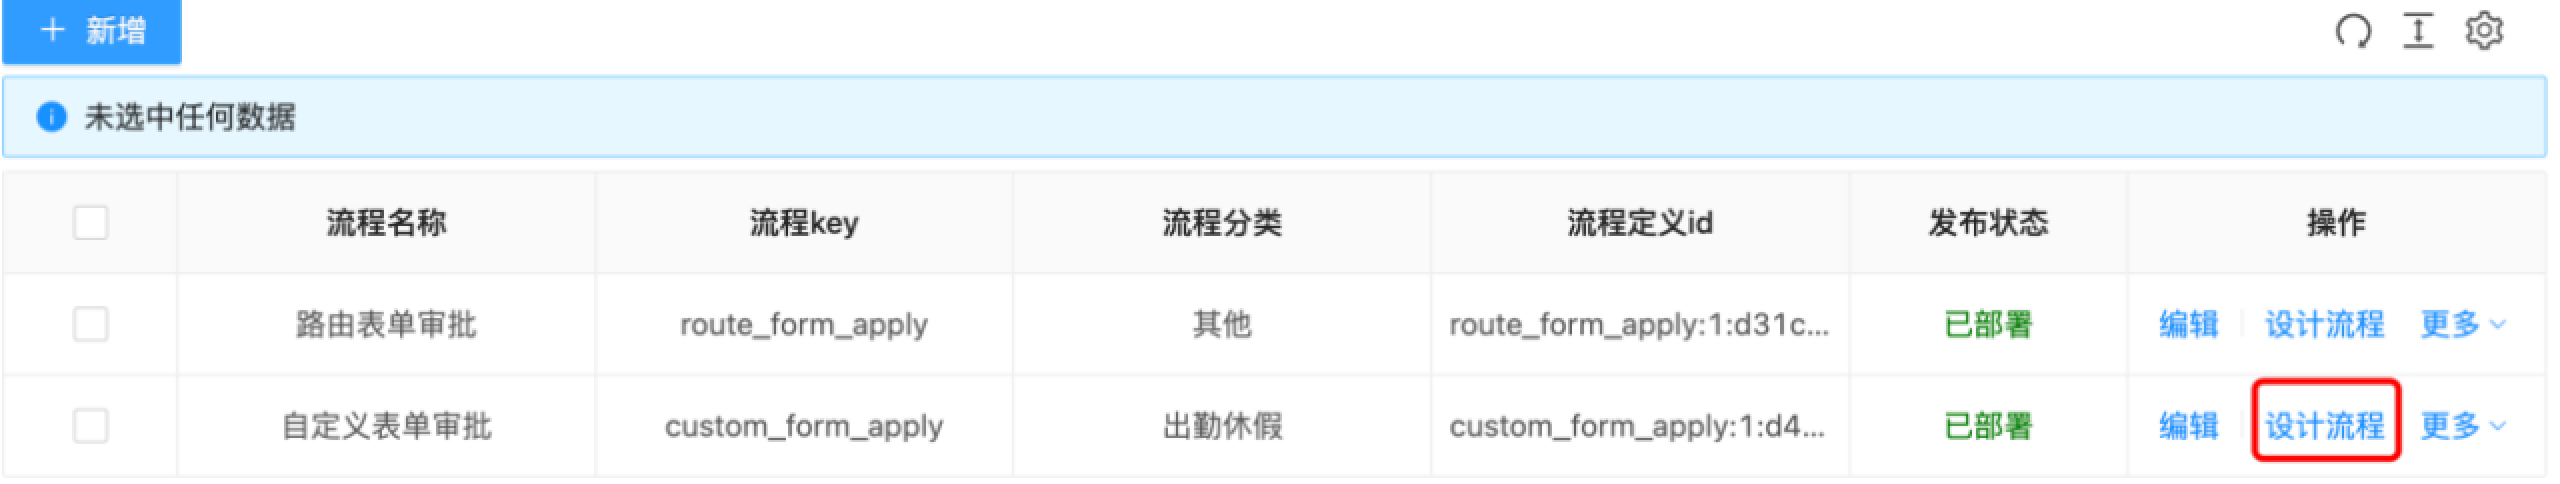 ＋ 新增
未选中任何数据
流程名称 流程key 流程分类 流程定义id 发布状态 操作
路由表单审批 route_form_apply 其他 route_form_apply:1:d31c... 已部署 编辑 设计流程 更多
自定义表单审批 custom_form_apply 出勤休假 custom_form_apply:1:d4... 已部署 编辑 设计流程 更多